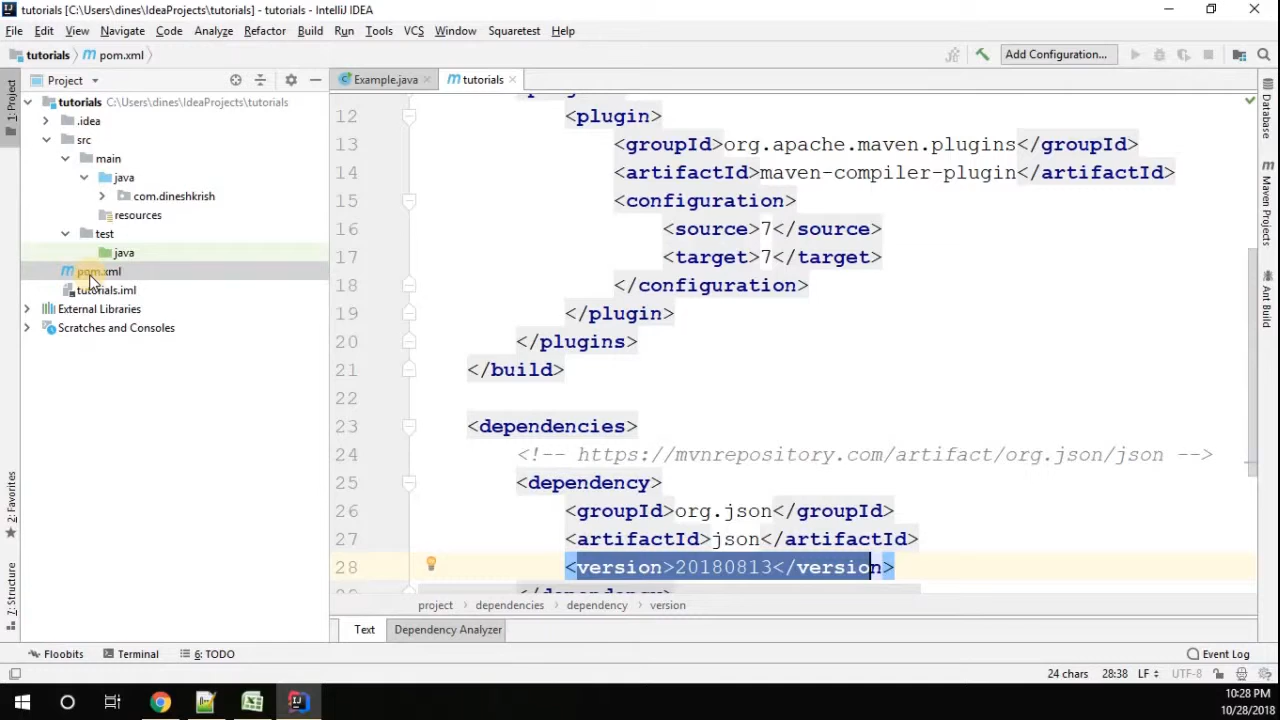 tutorials [C:\Users\dines\IdeaProjects\tutorials] - IntelliJ IDEA
File Edit View Navigate Code Analyze Refactor Build Run Tools VCS Window Squaretest Help
tutorials pom.xml Add Configuration...
1: Project
Project
Example.java
tutorials
tutorials C:\Users\dines\IdeaProjects\tutorials
.idea
src
main
java
com.dineshkrish
resources
test
java
pom.xml
tutorials.iml
External Libraries
Scratches and Consoles
12 <plugin>
13 <groupId>org.apache.maven.plugins</groupId>
14 <artifactId>maven-compiler-plugin</artifactId>
15 <configuration>
16 <source>7</source>
17 <target>7</target>
18 </configuration>
19 </plugin>
20 </plugins>
21 </build>
22
23 <dependencies>
24 <!-- https://mvnrepository.com/artifact/org.json/json -->
25 <dependency>
26 <groupId>org.json</groupId>
27 <artifactId>json</artifactId>
28 <version>20180813</version>
</dependency>
project dependencies dependency version
Text Dependency Analyzer
Database
Maven Projects
Ant Build
2: Favorites
7: Structure
Floobits Terminal 6: TODO Event Log
24 chars 28:38 LF UTF-8
10:28 PM
10/28/2018